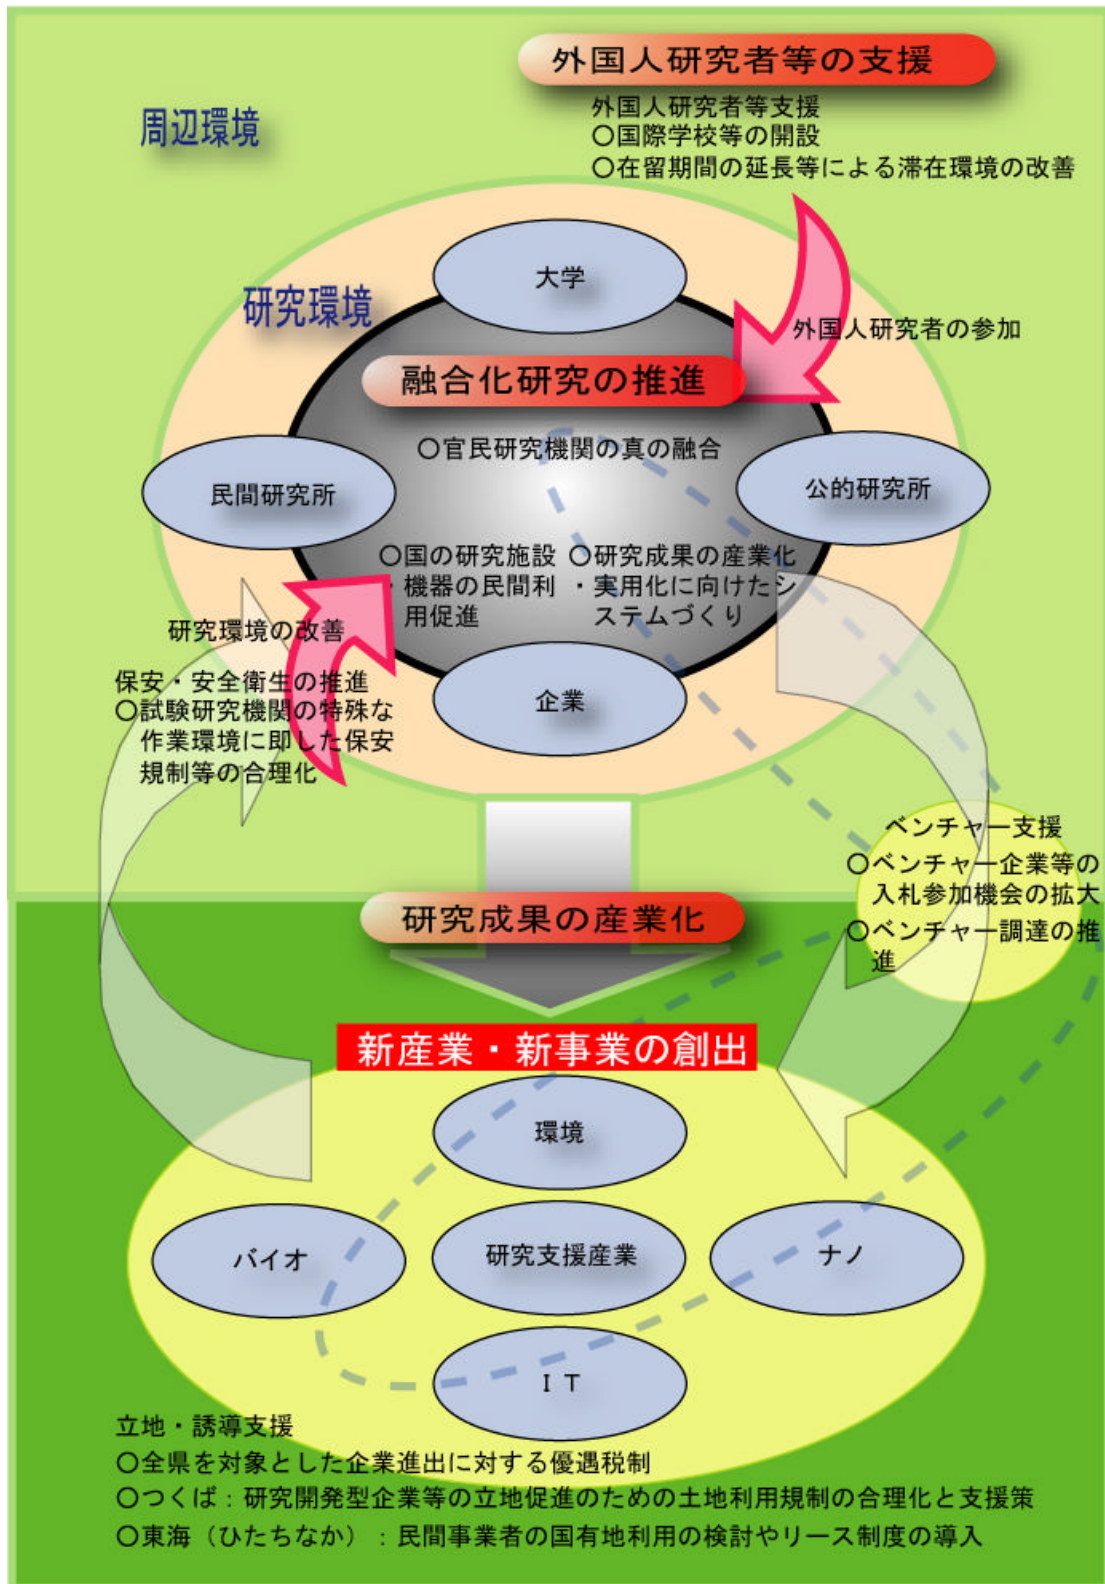 外国人研究者等の支援
外国人研究者等支援
〇国際学校等の開設
〇在留期間の延長等による滞在環境の改善
周辺環境
大学
研究環境
外国人研究者の参加
融合化研究の推進
〇官民研究機関の真の融合
民間研究所
公的研究所
〇国の研究施設
・機器の民間利
用促進
〇研究成果の産業化
・実用化に向けたシ
ステムづくり
研究環境の改善
保安・安全衛生の推進
〇試験研究機関の特殊な
作業環境に即した保安
規制等の合理化
企業
ベンチャー支援
〇ベンチャー企業等の
入札参加機会の拡大
〇ベンチャー調達の推
進
研究成果の産業化
新産業・新事業の創出
環境
バイオ
研究支援産業
ナノ
ＩＴ
立地・誘導支援
〇全県を対象とした企業進出に対する優遇税制
〇つくば：研究開発型企業等の立地促進のための土地利用規制の合理化と支援策
〇東海（ひたちなか）：民間事業者の国有地利用の検討やリース制度の導入